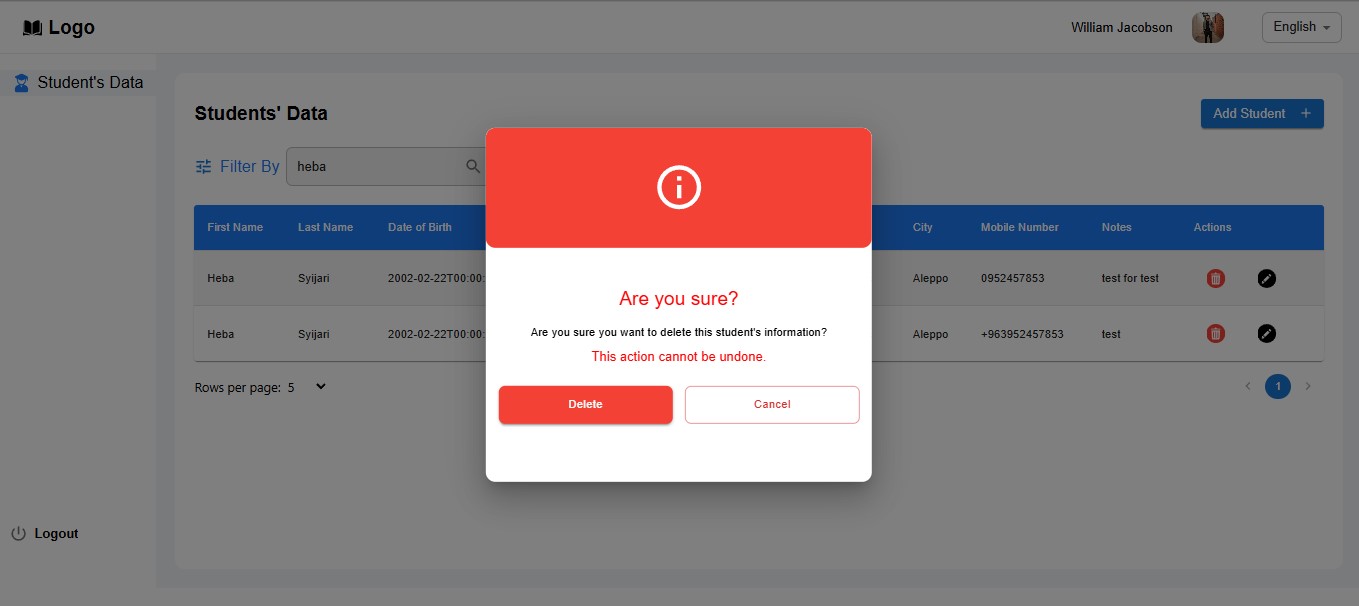 Logo
William Jacobson
English
Student's Data
Students' Data
Add Student +
Filter By heba
First Name Last Name Date of Birth City Mobile Number Notes Actions
Heba Syijari 2002-02-22T00:00: Aleppo 0952457853 test for test
Heba Syijari 2002-02-22T00:00: Aleppo +963952457853 test
Rows per page: 5
1
Are you sure?
Are you sure you want to delete this student's information?
This action cannot be undone.
Delete Cancel
Logout